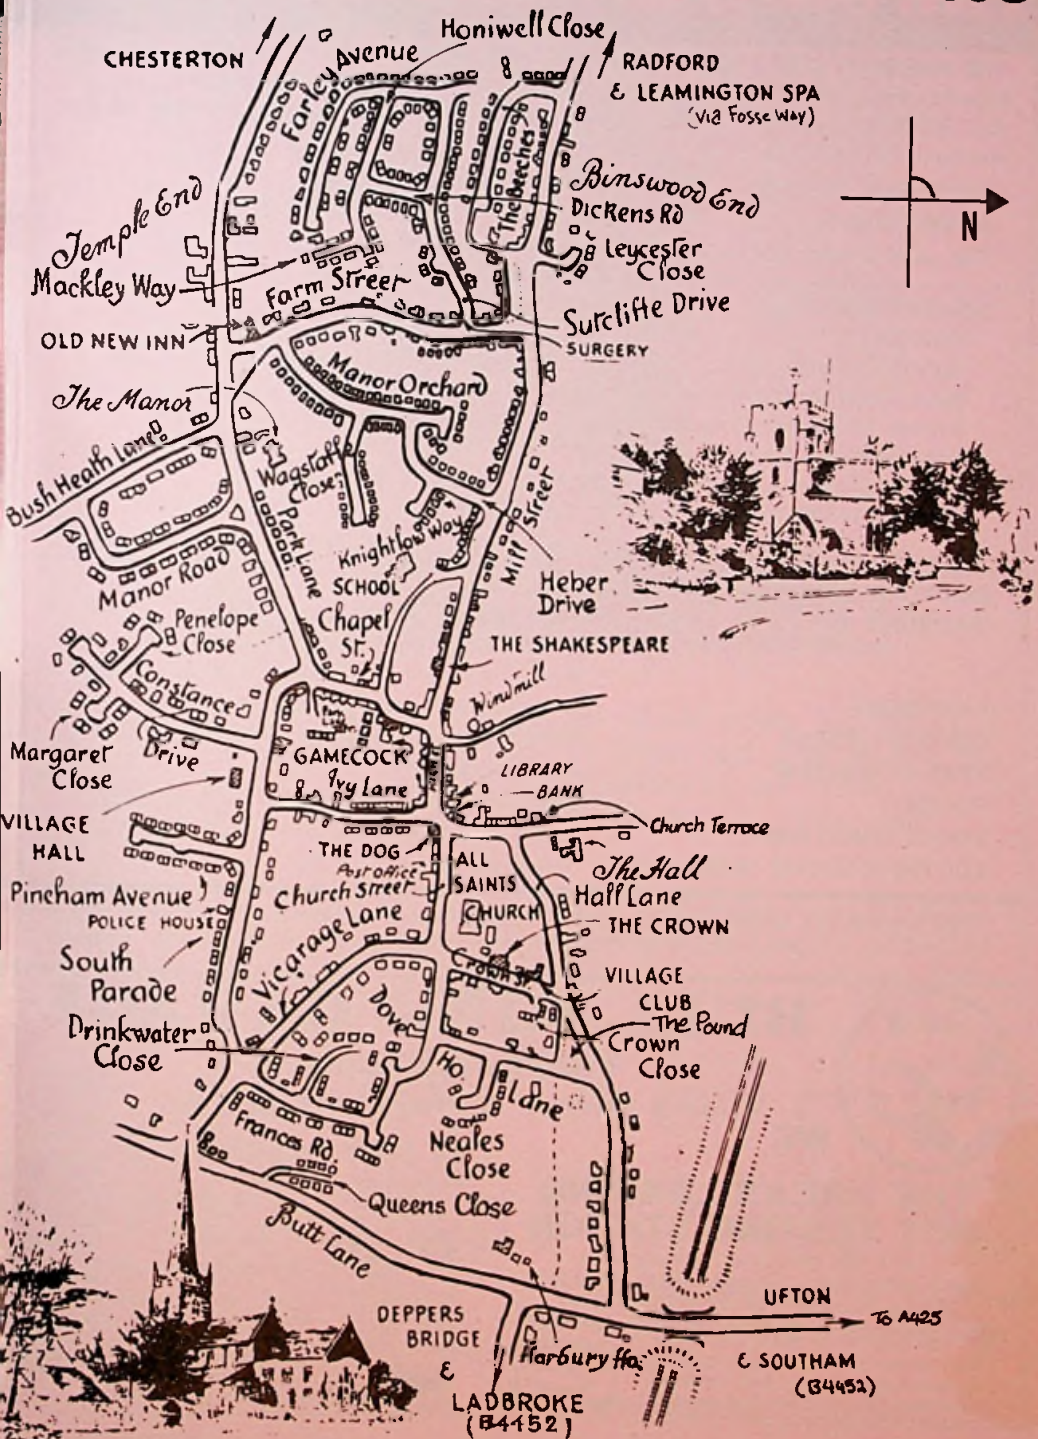 Honiwell Close
CHESTERTON
Farley Avenue
RADFORD
& LEAMINGTON SPA
(Via Fosse Way)
The Beeches
Binswood End
Dickens Rd
N
Temple End
Leycester
Close
Mackley Way
Farm Street
Sutcliffe Drive
OLD NEW INN
SURGERY
Manor Orchard
The Manor
Bush Heath Lane
Wagstaffe
Close
Park Lane
Mill Street
Knightlow Way
SCHOOL
Manor Road
Heber
Drive
Penelope
Close
Chapel
St.
THE SHAKESPEARE
Constance
Drive
Windmill
Margaret
Close
GAMECOCK
Ivy Lane
HIGH
LIBRARY
BANK
VILLAGE
HALL
Church Terrace
THE DOG
Post Office
ALL
SAINTS
CHURCH
The Hall
Hall Lane
Pincham Avenue
Church Street
POLICE HOUSE
THE CROWN
Vicarage Lane
South
Parade
Crown St.
VILLAGE
CLUB
The Pound
Dove
Ho.
Lane
Drinkwater
Close
Crown
Close
Frances Rd.
Neales
Close
Queens Close
Butt Lane
UFTON
To A425
DEPPERS
BRIDGE
&
LADBROKE
(B4452)
Harbury Ho.
& SOUTHAM
(B4452)